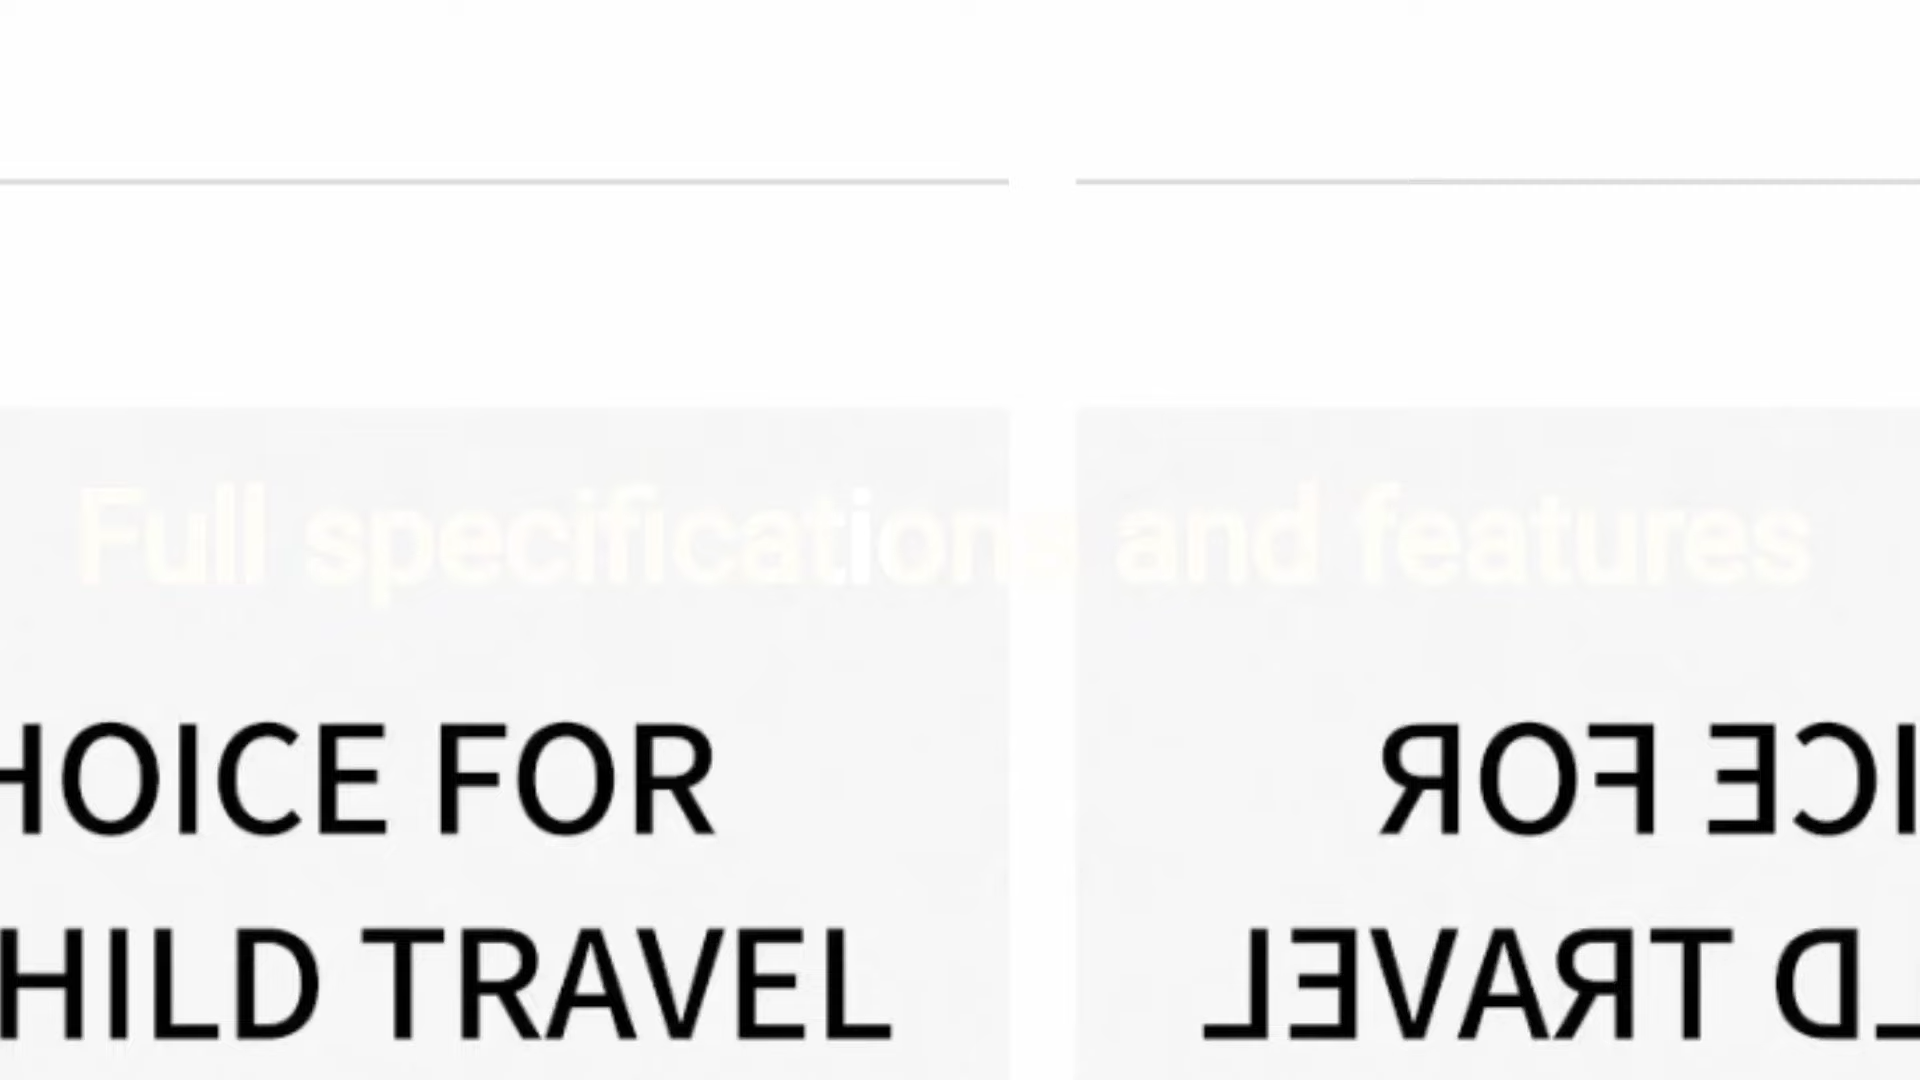 Full specifications and features
HOICE FOR
HILD TRAVEL
ICE FOR
LD TRAVEL